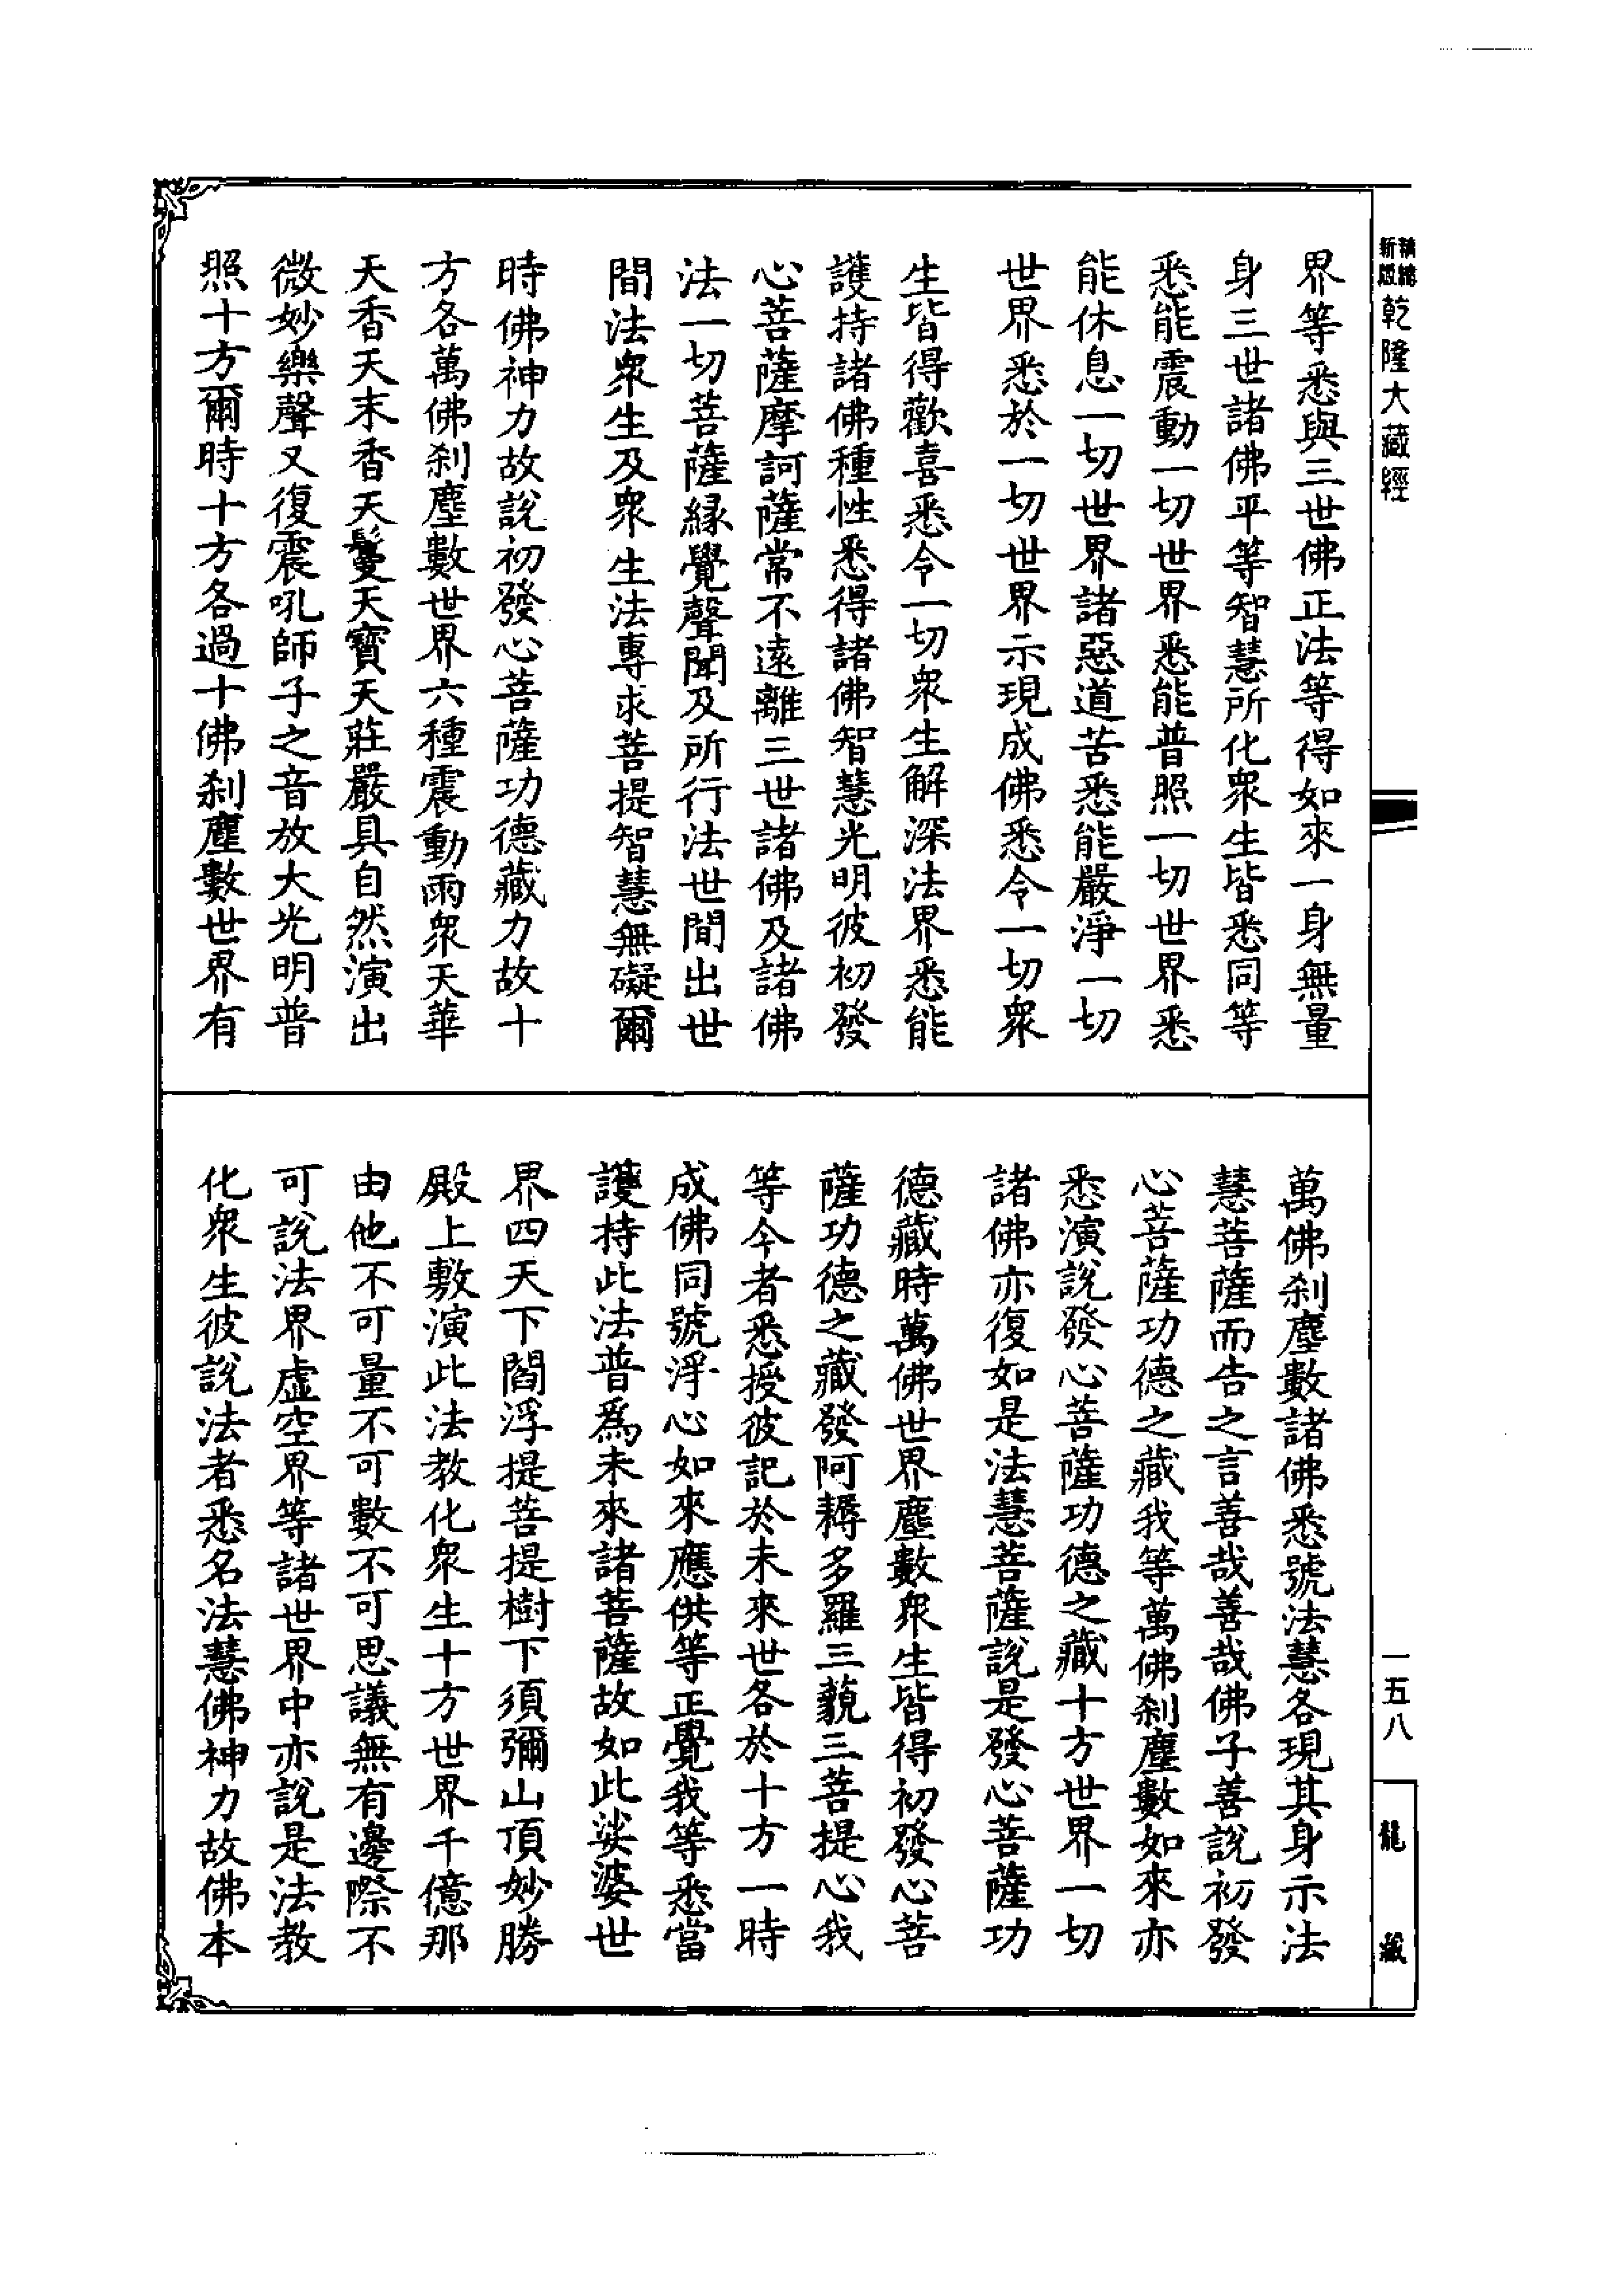 新版
精縮
乾隆大藏經
界等悉與三世佛正法等得如來一身無量
身三世諸佛平等智慧所化衆生皆悉同等
悉能震動一切世界悉能普照一切世界悉
能休息一切世界諸惡道苦悉能嚴淨一切
世界悉於一切世界示現成佛悉令一切衆
生皆得歡喜悉令一切衆生解深法界悉能
護持諸佛種性悉得諸佛智慧光明彼初發
心菩薩摩訶薩常不遠離三世諸佛及諸佛
法一切菩薩緣覺聲聞及所行法世間出世
間法衆生及衆生法專求菩提智慧無礙爾
時佛神力故說初發心菩薩功德藏力故十
方各萬佛刹塵數世界六種震動雨衆天華
天香天末香天鬘天寶天莊嚴具自然演出
微妙樂聲又復震吼師子之音放大光明普
照十方爾時十方各過十佛刹塵數世界有
萬佛刹塵數諸佛悉號法慧各現其身示法
慧菩薩而告之言善哉善哉佛子善說初發
心菩薩功德之藏我等萬佛刹塵數如來亦
悉演說發心菩薩功德之藏十方世界一切
諸佛亦復如是法慧菩薩說是發心菩薩功
德藏時萬佛世界塵數衆生皆得初發心菩
薩功德之藏發阿耨多羅三藐三菩提心我
等今者悉授彼記於未來世各於十方一時
成佛同號淨心如來應供等正覺我等悉當
護持此法普爲未來諸菩薩故如此娑婆世
界四天下閻浮提菩提樹下須彌山頂妙勝
殿上敷演此法教化衆生十方世界千億那
由他不可量不可數不可思議無有邊際不
可說法界虛空界等諸世界中亦說是法教
化衆生彼說法者悉名法慧佛神力故佛本
一五八
龍藏